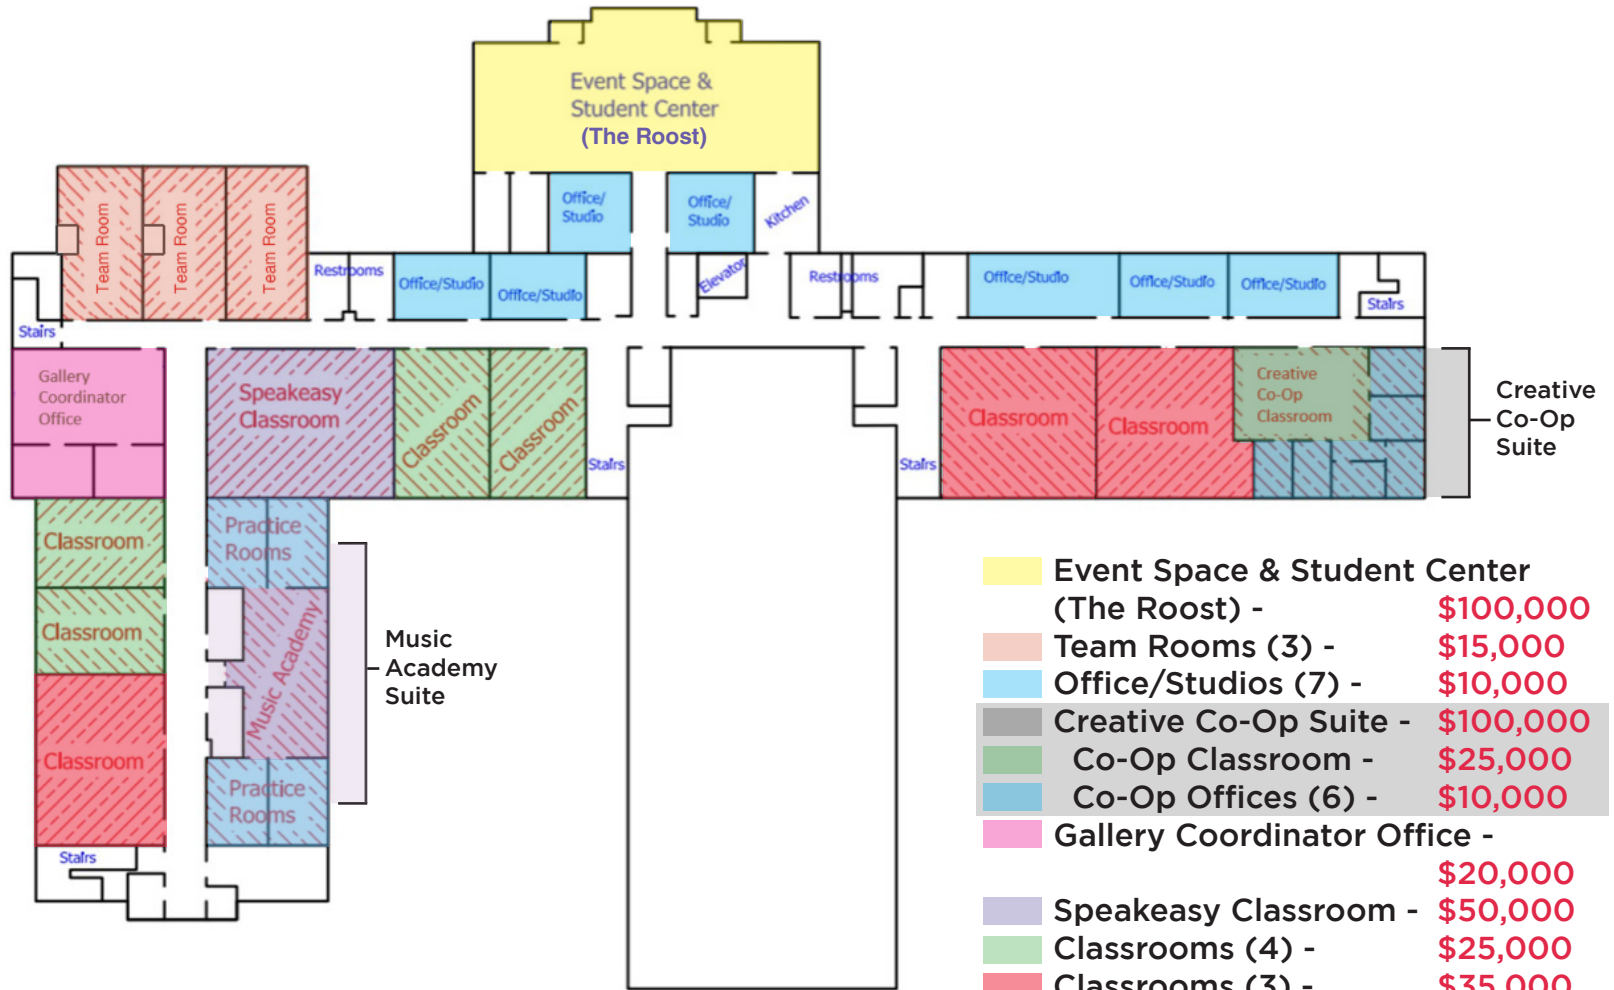 Event Space &
Student Center
(The Roost)
Office/
Studio
Office/
Studio
Kitchen
Team Room
Team Room
Team Room
Restrooms
Office/Studio
Office/Studio
Elevator
Restrooms
Office/Studio
Office/Studio
Office/Studio
Stairs
Stairs
Gallery
Coordinator
Office
Speakeasy
Classroom
Classroom
Classroom
Stairs
Stairs
Classroom
Classroom
Creative
Co-Op
Classroom
Creative
Co-Op
Suite
Classroom
Practice
Rooms
Classroom
Music Academy
Music
Academy
Suite
Classroom
Practice
Rooms
Stairs
Event Space & Student Center
(The Roost) - $100,000
Team Rooms (3) - $15,000
Office/Studios (7) - $10,000
Creative Co-Op Suite - $100,000
Co-Op Classroom - $25,000
Co-Op Offices (6) - $10,000
Gallery Coordinator Office -
$20,000
Speakeasy Classroom - $50,000
Classrooms (4) - $25,000
Classrooms (3) - $35,000